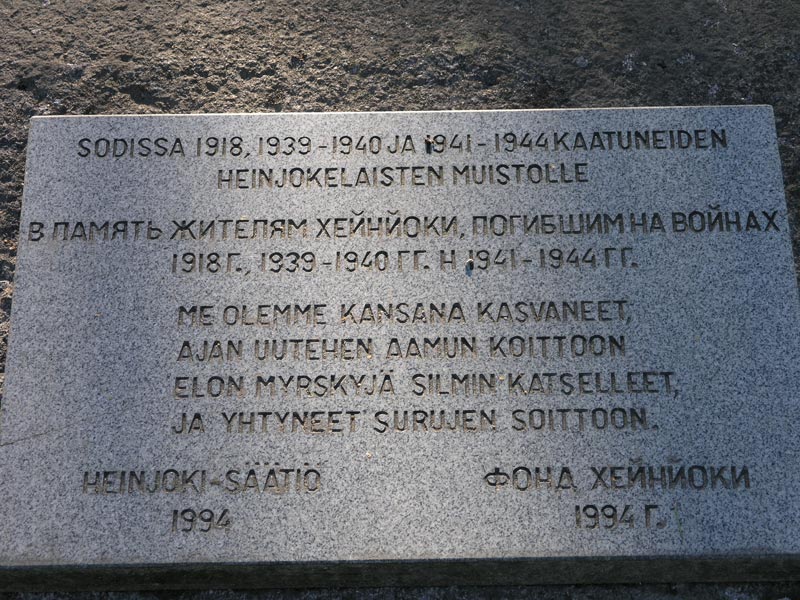 SODISSA 1918, 1939-1940 JA 1941-1944 KAATUNEIDEN
HEINJOKELAISTEN MUISTOLLE
В ПАМЯТЬ ЖИТЕЛЯМ ХЕЙНЙОКИ, ПОГИБШИМ НА ВОЙНАХ
1918 Г., 1939-1940 Г Г. Н 1941-1944 Г Г.
ME OLEMME KANSANA KASVANEET,
AJAN UUTEHEN AAMUN KOITTOON
ELON MYRSKYJÄ SILMIN KATSELLEET,
JA YHTYNEET SURUJEN SOITTOON.
HEINJOKI-SÄÄTIÖ
1994
ФОНД ХЕЙНЙОКИ
1994 Г.